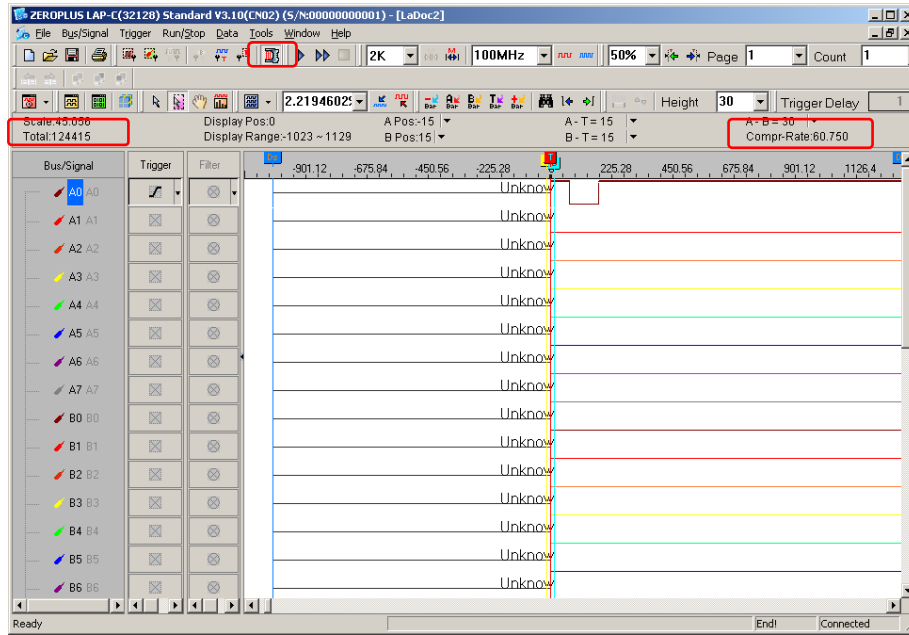 ZEROPLUS LAP-C(32128) Standard V3.10(CN02) (S/N:00000000001) - [LaDoc2]
File Bus/Signal Trigger Run/Stop Data Tools Window Help
2K 100MHz 50% Page 1 Count 1
2.2194602 Height 30 Trigger Delay 1
Scale:45.056 Display Pos:0 A Pos:-15 A - T = 15 A - B = 30
Total:124415 Display Range:-1023 ~ 1129 B Pos:15 B - T = 15 Compr-Rate:60.750
Bus/Signal Trigger Filter -901.12 -675.84 -450.56 -225.28 T 225.28 450.56 675.84 901.12 1126.4
A0 A0 Unknow
A1 A1 Unknow
A2 A2 Unknow
A3 A3 Unknow
A4 A4 Unknow
A5 A5 Unknow
A6 A6 Unknow
A7 A7 Unknow
B0 B0 Unknow
B1 B1 Unknow
B2 B2 Unknow
B3 B3 Unknow
B4 B4 Unknow
B5 B5 Unknow
B6 B6 Unknow
Ready End! Connected